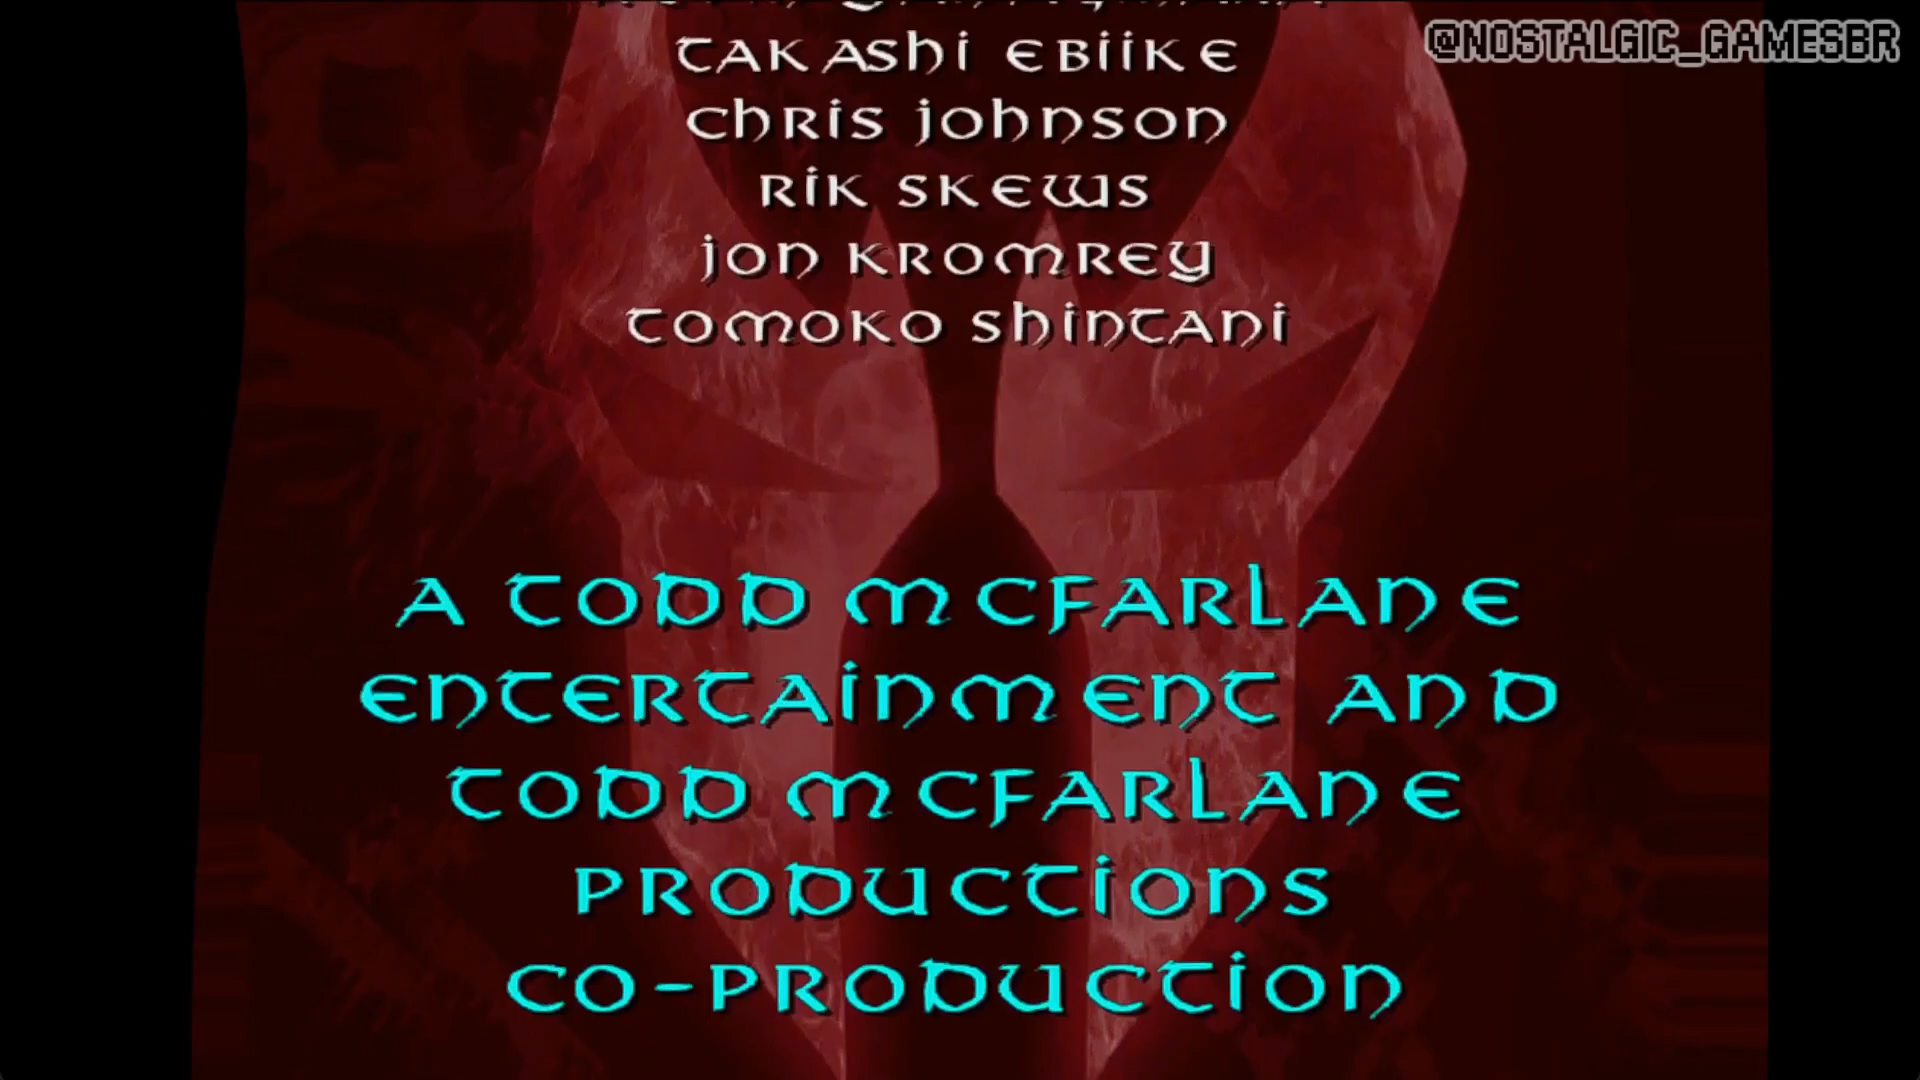 @NOSTALGIC_GAMESBR
TAKASHI EBIIKE
CHRIS JOHNSON
RIK SKEWS
JON KROMREY
TOMOKO SHINTANI
A TODD MCFARLANE
ENTERTAINMENT AND
TODD MCFARLANE
PRODUCTIONS
CO-PRODUCTION